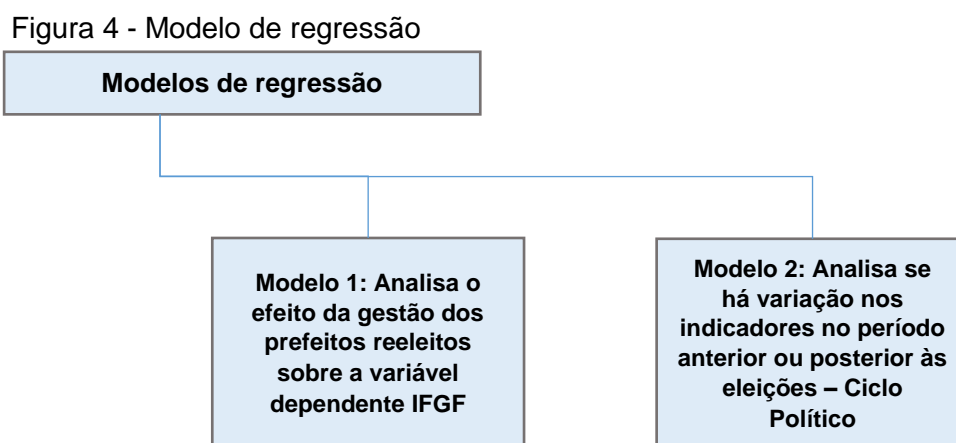 Figura 4 - Modelo de regressão
Modelos de regressão
Modelo 1: Analisa o
efeito da gestão dos
prefeitos reeleitos
sobre a variável
dependente IFGF
Modelo 2: Analisa se
há variação nos
indicadores no período
anterior ou posterior às
eleições – Ciclo
Político